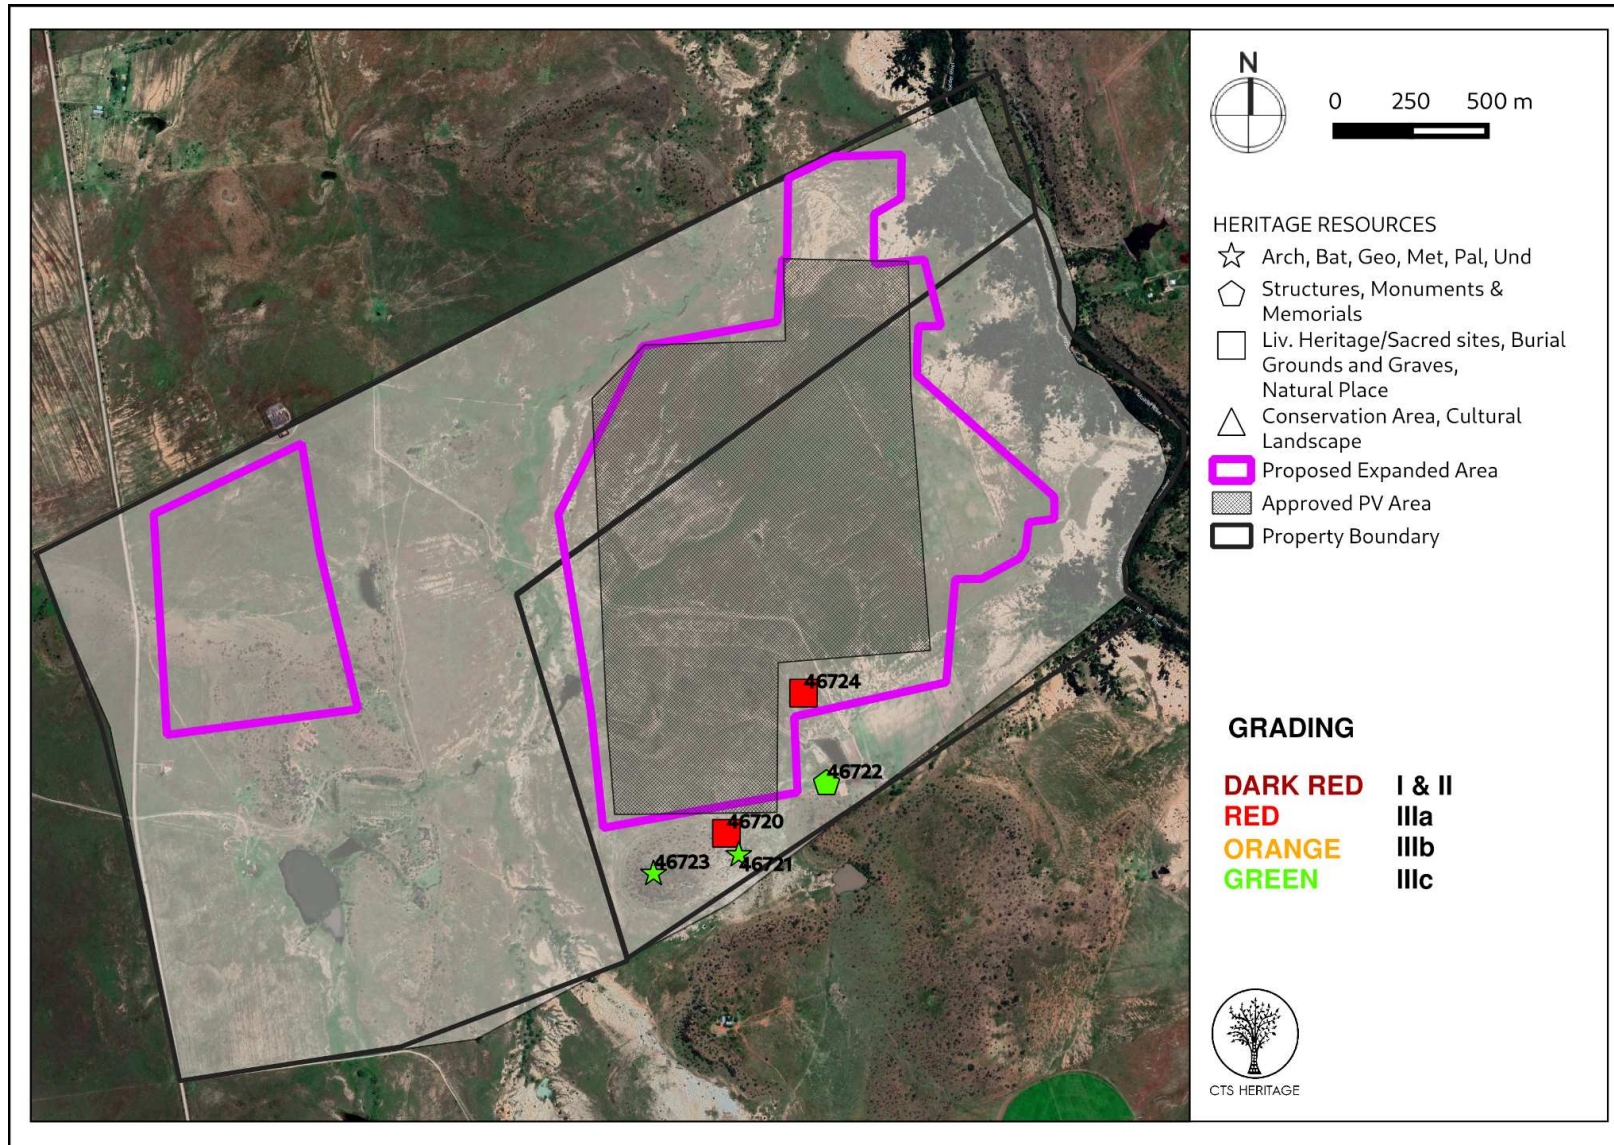 N
0 250 500 m
HERITAGE RESOURCES
Arch, Bat, Geo, Met, Pal, Und
Structures, Monuments &
Memorials
Liv. Heritage/Sacred sites, Burial
Grounds and Graves,
Natural Place
Conservation Area, Cultural
Landscape
Proposed Expanded Area
Approved PV Area
Property Boundary
46724
46722
46720
46721
46723
GRADING
DARK RED I & II
RED IIIa
ORANGE IIIb
GREEN IIIc
CTS HERITAGE